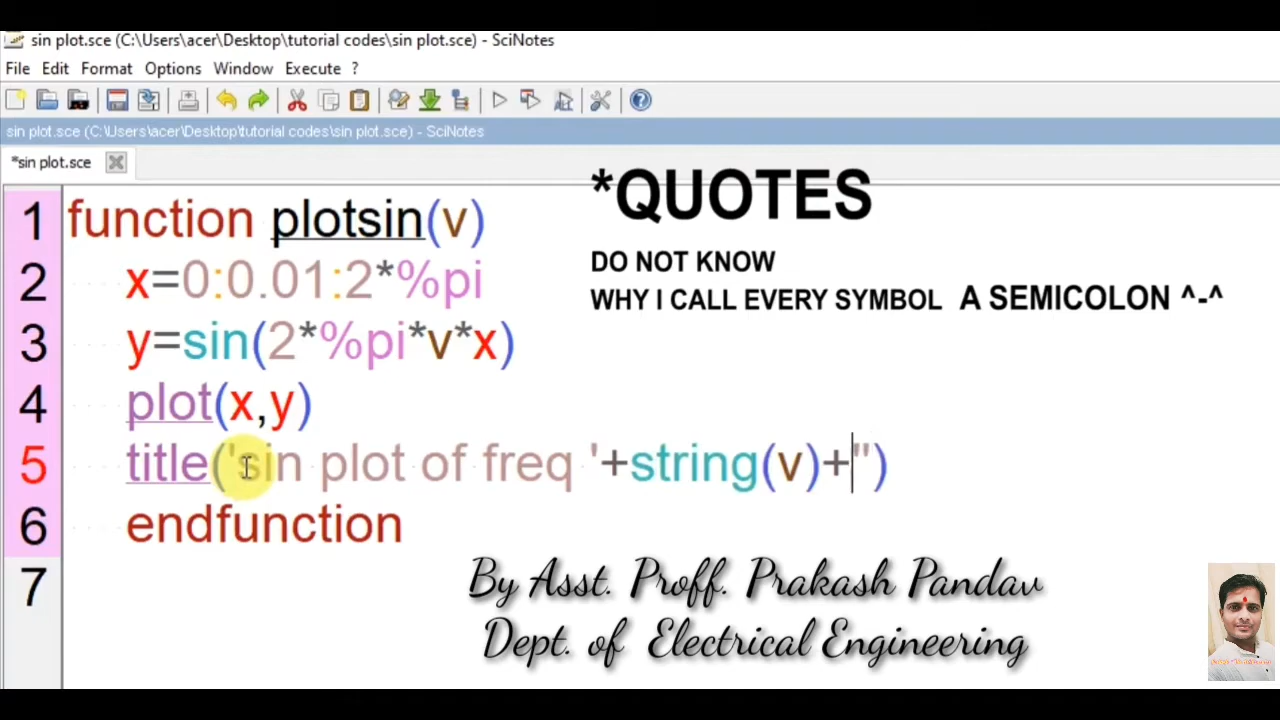 sin plot.sce (C:\Users\acer\Desktop\tutorial codes\sin plot.sce) - SciNotes
File Edit Format Options Window Execute ?
sin plot.sce (C:\Users\acer\Desktop\tutorial codes\sin plot.sce) - SciNotes
*sin plot.sce
*QUOTES
DO NOT KNOW
WHY I CALL EVERY SYMBOL A SEMICOLON ^-^
1 function plotsin(v)
2 x=0:0.01:2*%pi
3 y=sin(2*%pi*v*x)
4 plot(x,y)
5 title('sin plot of freq '+string(v)+'')
6 endfunction
7
By Asst. Proff. Prakash Pandav
Dept. of Electrical Engineering